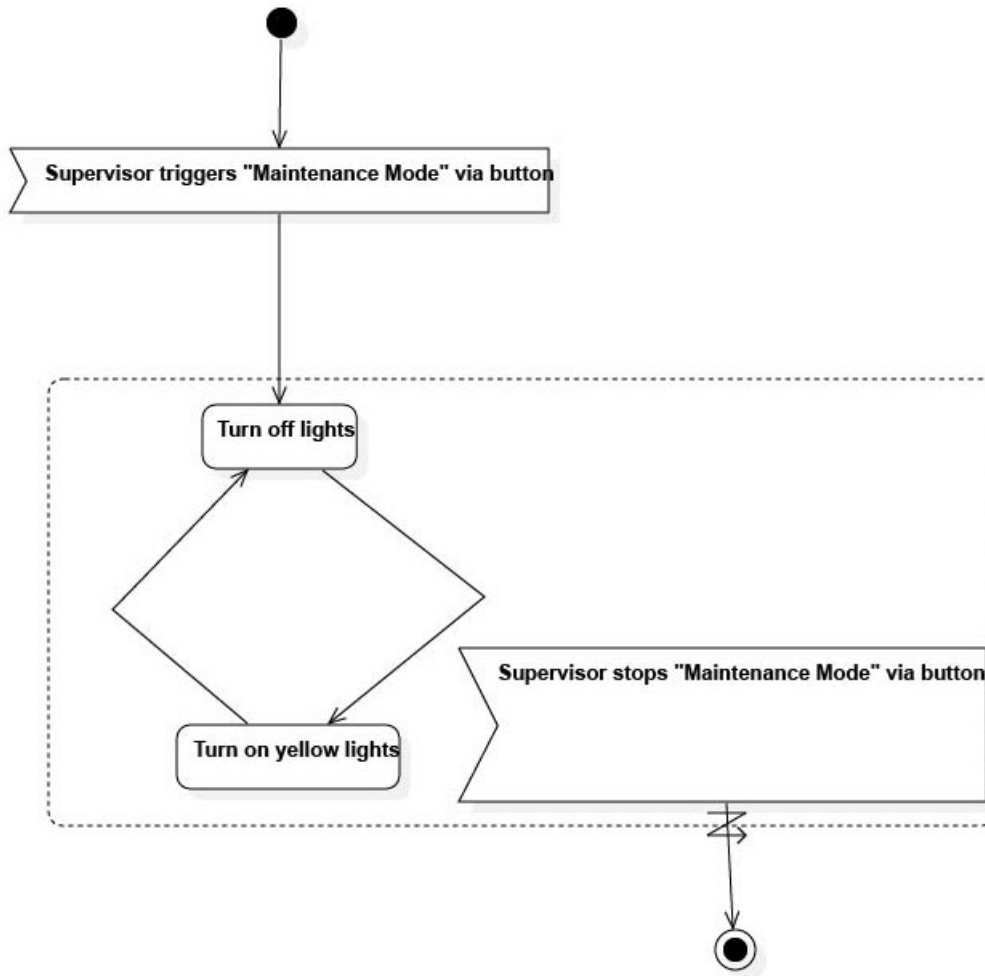 Supervisor triggers "Maintenance Mode" via button
Turn off lights
Supervisor stops "Maintenance Mode" via button
Turn on yellow lights